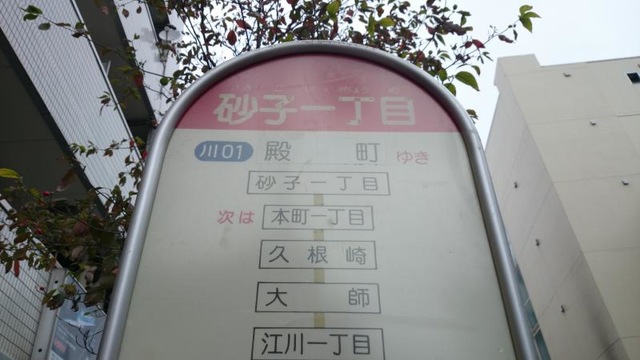 砂子一丁目
川01 殿町 ゆき
砂子一丁目
次は 本町一丁目
久根崎
大師
江川一丁目